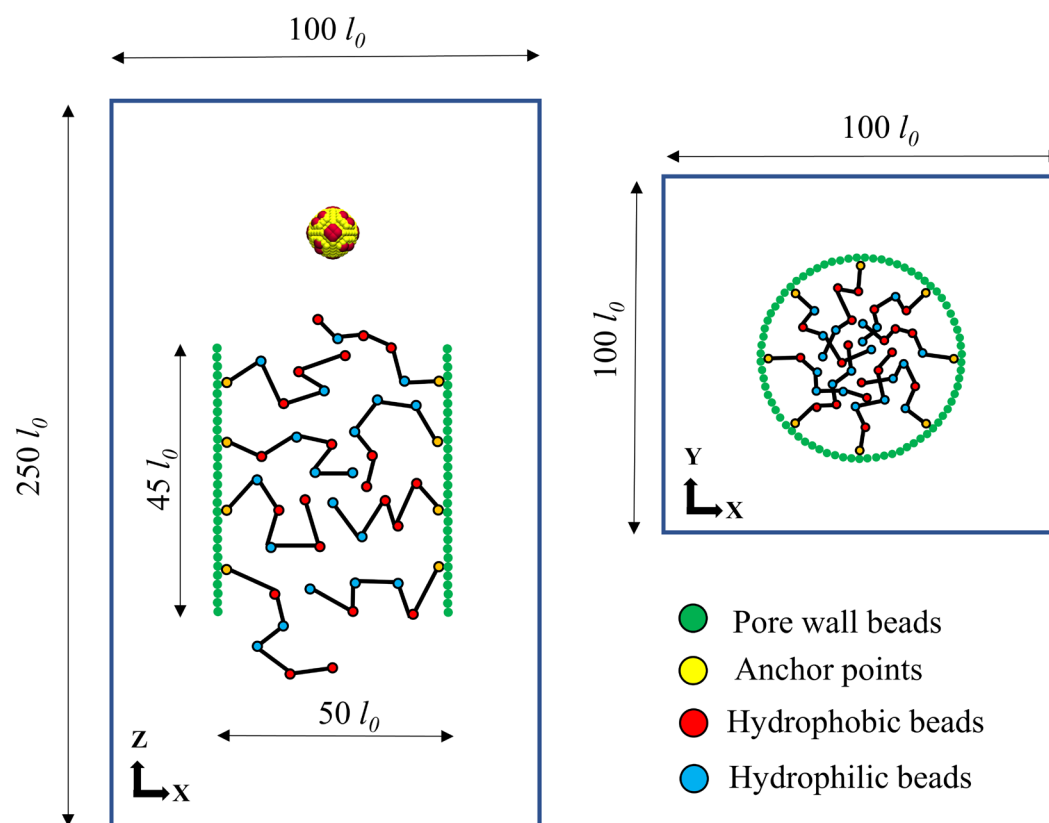 100 l₀
250 l₀
45 l₀
50 l₀
Z
X
100 l₀
100 l₀
Y
X
Pore wall beads
Anchor points
Hydrophobic beads
Hydrophilic beads